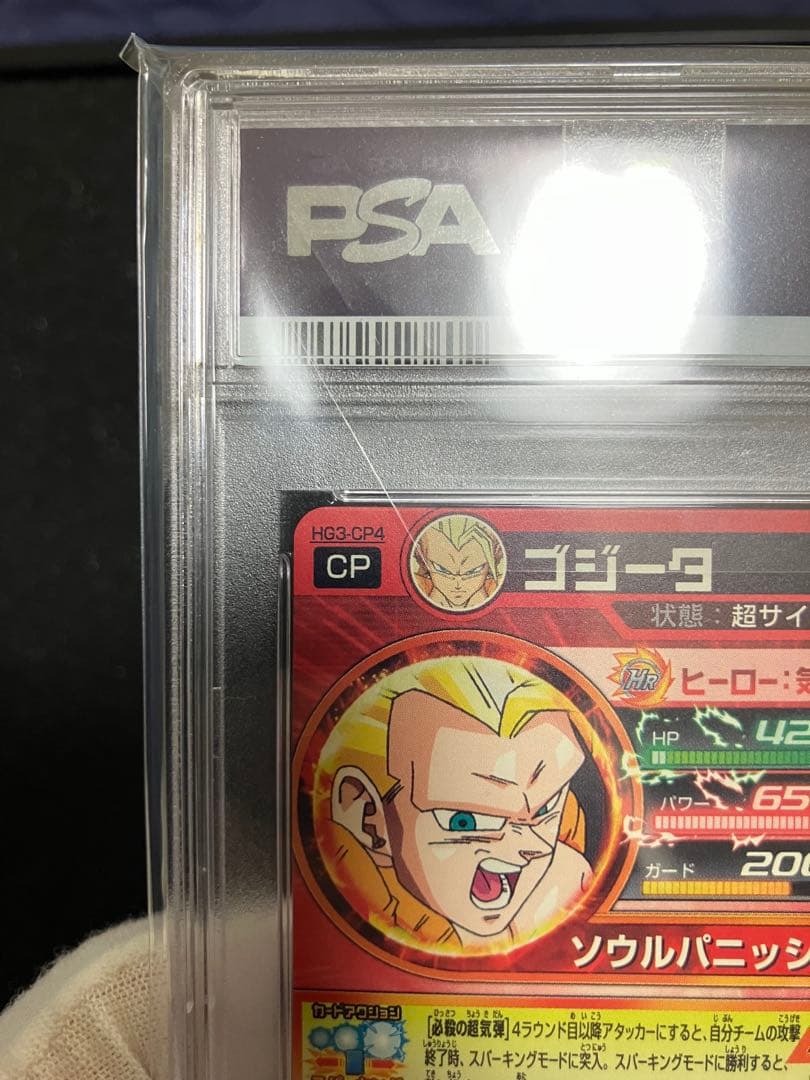 PSA
HG3-CP4
CP
ゴジータ
状態：超サイ
HR ヒーロー：
HP 42
パワー 65
ガード 200
ソウルパニッシ
カードアクション
[必殺の超気弾]4ラウンド目以降アタッカーにすると、自分チームの攻撃
終了時、スパーキングモードに突入。スパーキングモードに勝利すると、